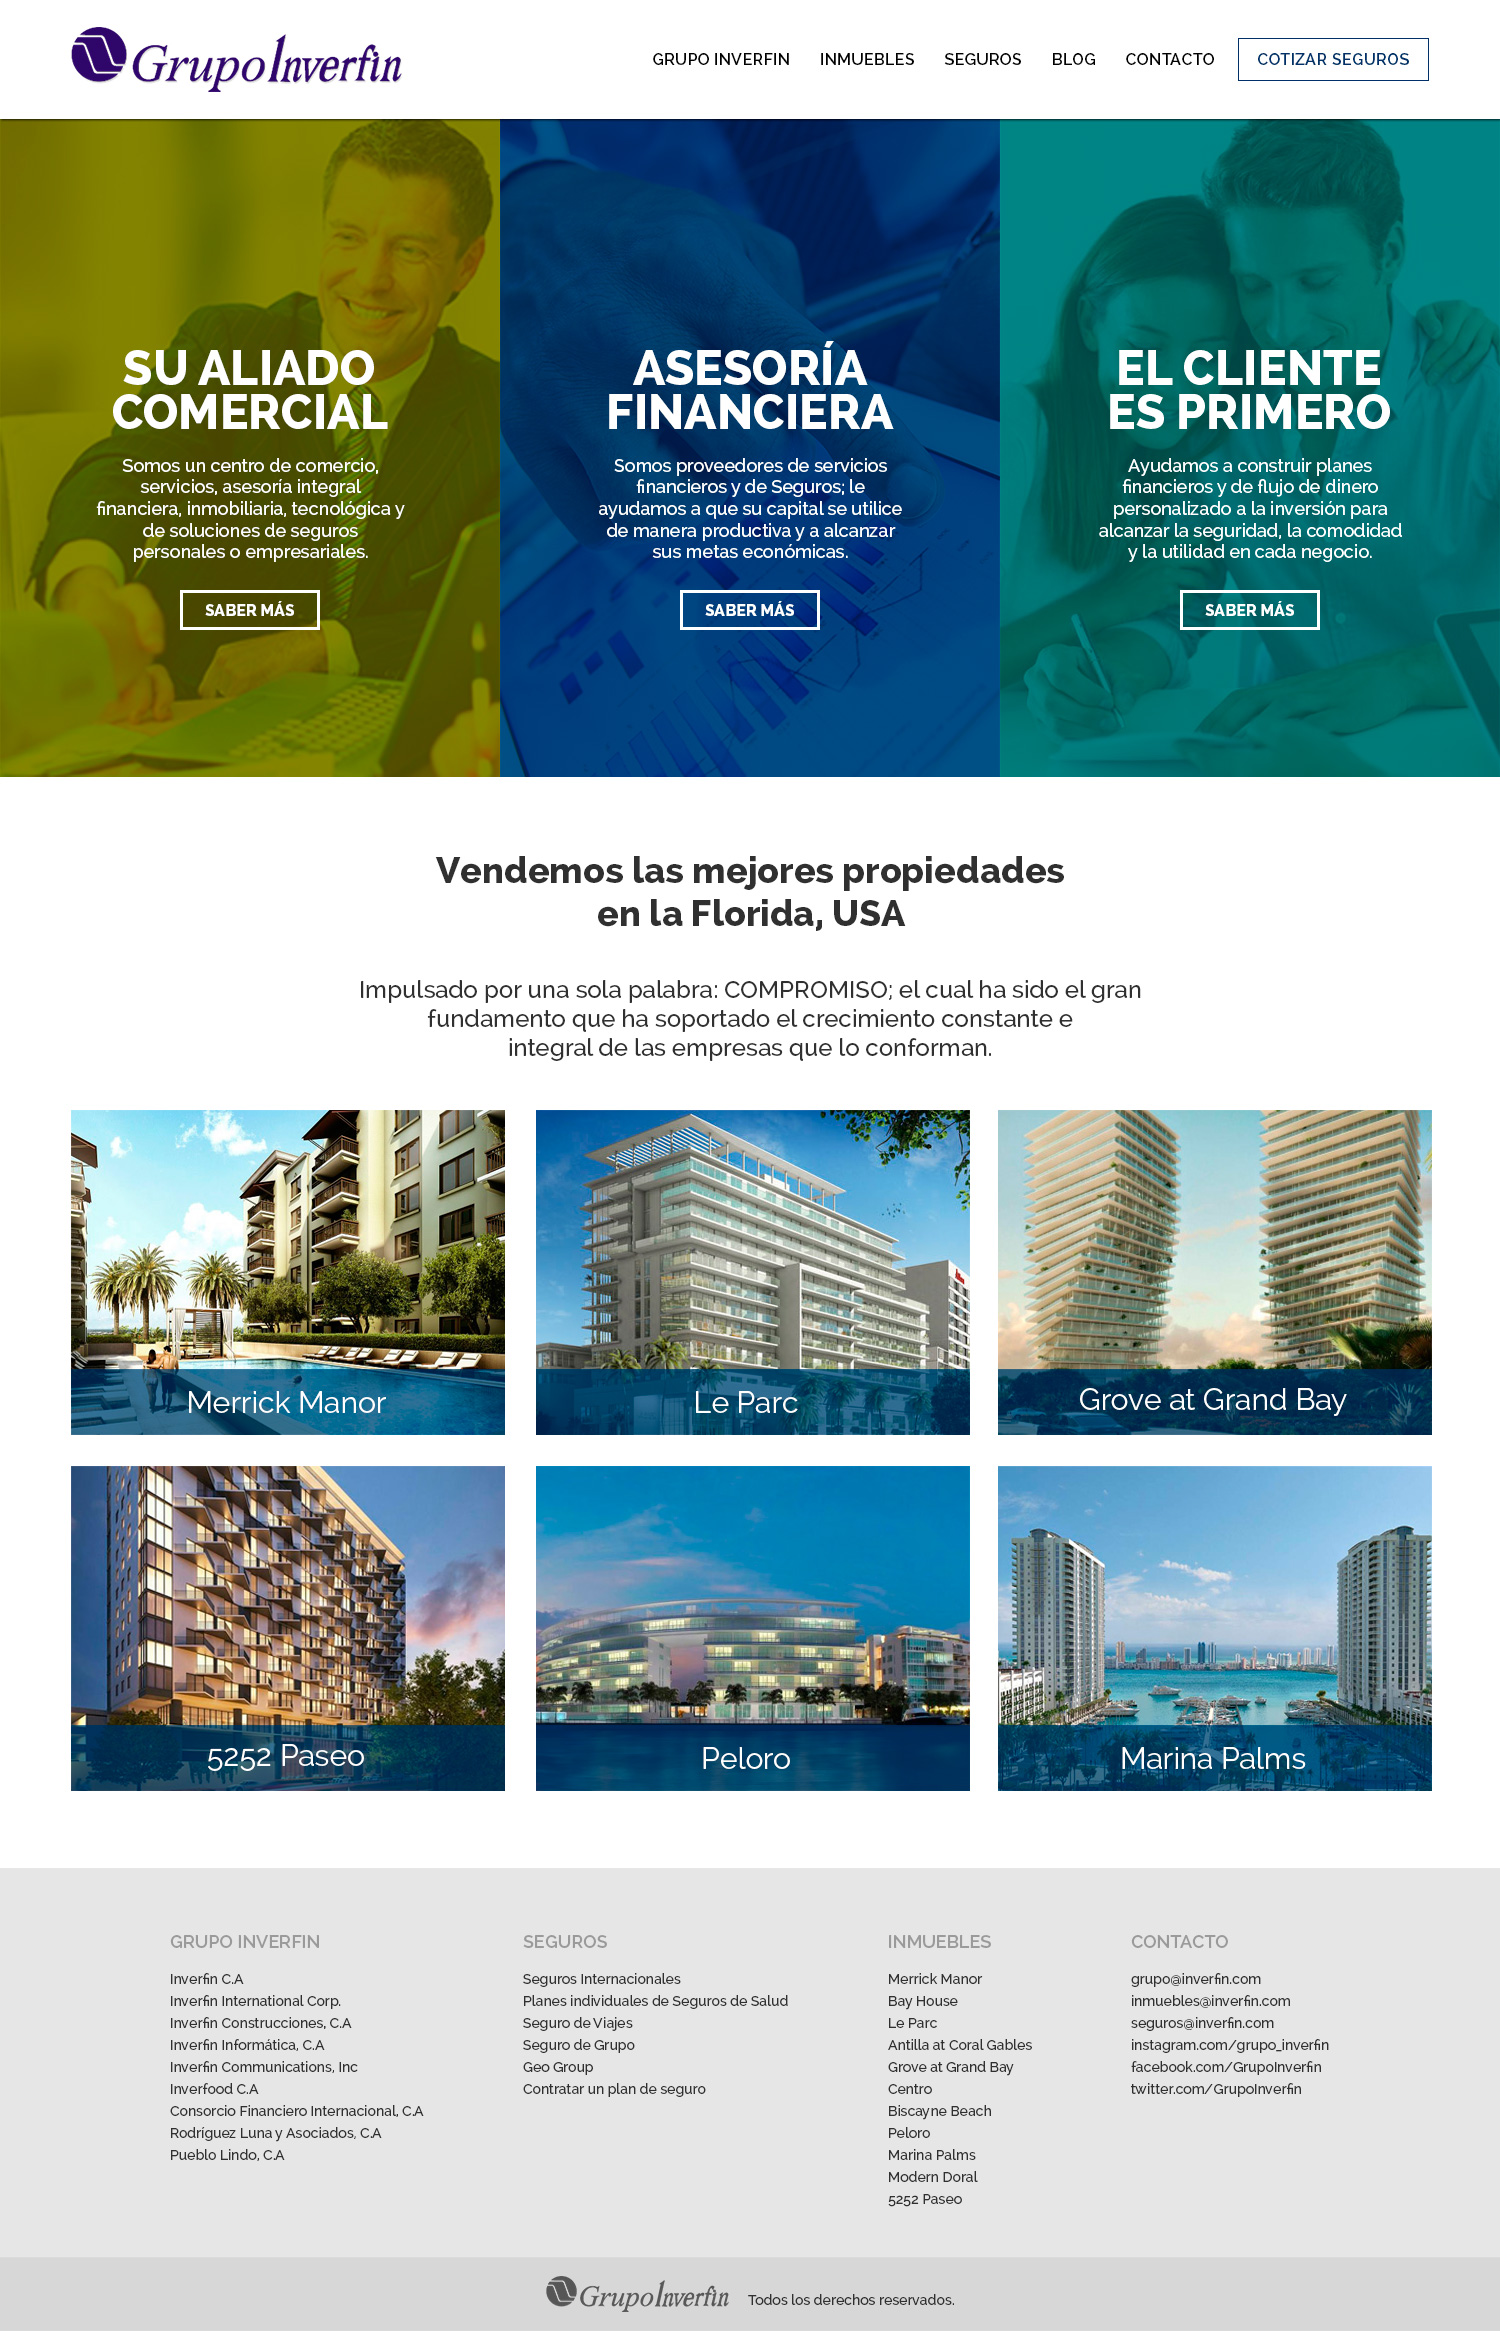 GrupoInverfin
GRUPO INVERFIN
INMUEBLES
SEGUROS
BLOG
CONTACTO
COTIZAR SEGUROS
SU ALIADO
COMERCIAL
Somos un centro de comercio,
servicios, asesoría integral
financiera, inmobiliaria, tecnológica y
de soluciones de seguros
personales o empresariales.
SABER MÁS
ASESORÍA
FINANCIERA
Somos proveedores de servicios
financieros y de Seguros; le
ayudamos a que su capital se utilice
de manera productiva y a alcanzar
sus metas económicas.
SABER MÁS
EL CLIENTE
ES PRIMERO
Ayudamos a construir planes
financieros y de flujo de dinero
personalizado a la inversión para
alcanzar la seguridad, la comodidad
y la utilidad en cada negocio.
SABER MÁS
Vendemos las mejores propiedades
en la Florida, USA
Impulsado por una sola palabra: COMPROMISO; el cual ha sido el gran
fundamento que ha soportado el crecimiento constante e
integral de las empresas que lo conforman.
Merrick Manor
Le Parc
Grove at Grand Bay
5252 Paseo
Peloro
Marina Palms
GRUPO INVERFIN
Inverfin C.A
Inverfin International Corp.
Inverfin Construcciones, C.A
Inverfin Informática, C.A
Inverfin Communications, Inc
Inverfood C.A
Consorcio Financiero Internacional, C.A
Rodríguez Luna y Asociados, C.A
Pueblo Lindo, C.A
SEGUROS
Seguros Internacionales
Planes individuales de Seguros de Salud
Seguro de Viajes
Seguro de Grupo
Geo Group
Contratar un plan de seguro
INMUEBLES
Merrick Manor
Bay House
Le Parc
Antilla at Coral Gables
Grove at Grand Bay
Centro
Biscayne Beach
Peloro
Marina Palms
Modern Doral
5252 Paseo
CONTACTO
grupo@inverfin.com
inmuebles@inverfin.com
seguros@inverfin.com
instagram.com/grupo_inverfin
facebook.com/GrupoInverfin
twitter.com/GrupoInverfin
GrupoInverfin
Todos los derechos reservados.